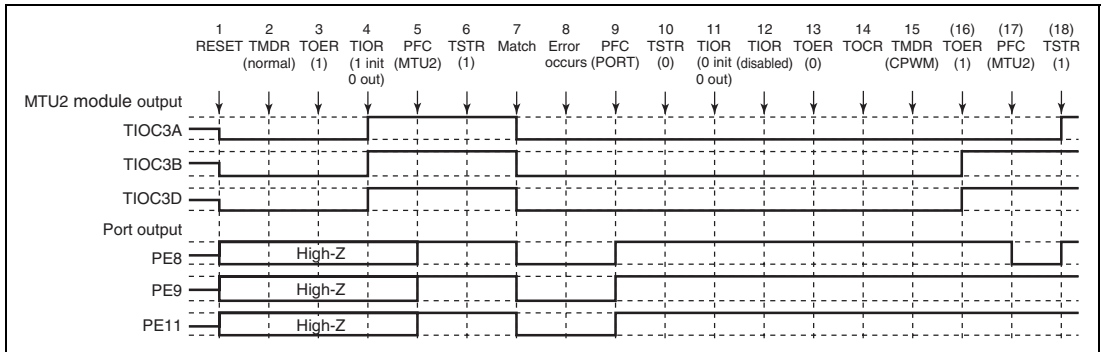 1 2 3 4 5 6 7 8 9 10 11 12 13 14 15 (16) (17) (18)
RESET TMDR TOER TIOR PFC TSTR Match Error PFC TSTR TIOR TIOR TOER TOCR TMDR TOER PFC TSTR
(normal) (1) (1 init (MTU2) (1) occurs (PORT) (0) (0 init (disabled) (0) (CPWM) (1) (MTU2) (1)
0 out) 0 out)
MTU2 module output
TIOC3A
TIOC3B
TIOC3D
Port output
PE8 High-Z
PE9 High-Z
PE11 High-Z